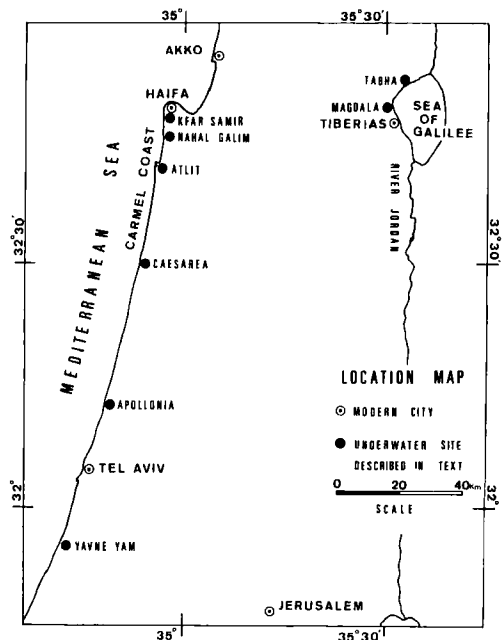 35°
35°30'
AKKO
TABHA
HAIFA
MAGDALA
SEA
OF
GALILEE
KFAR SAMIR
TIBERIAS
NAHAL GALIM
ATLIT
CARMEL COAST
MEDITERRANEAN SEA
RIVER JORDAN
32°30'
32°30'
CAESAREA
LOCATION MAP
APOLLONIA
MODERN CITY
UNDERWATER SITE
DESCRIBED IN TEXT
TEL AVIV
0 20 40Km
SCALE
32°
32°
YAVNE YAM
JERUSALEM
35°
35°30'